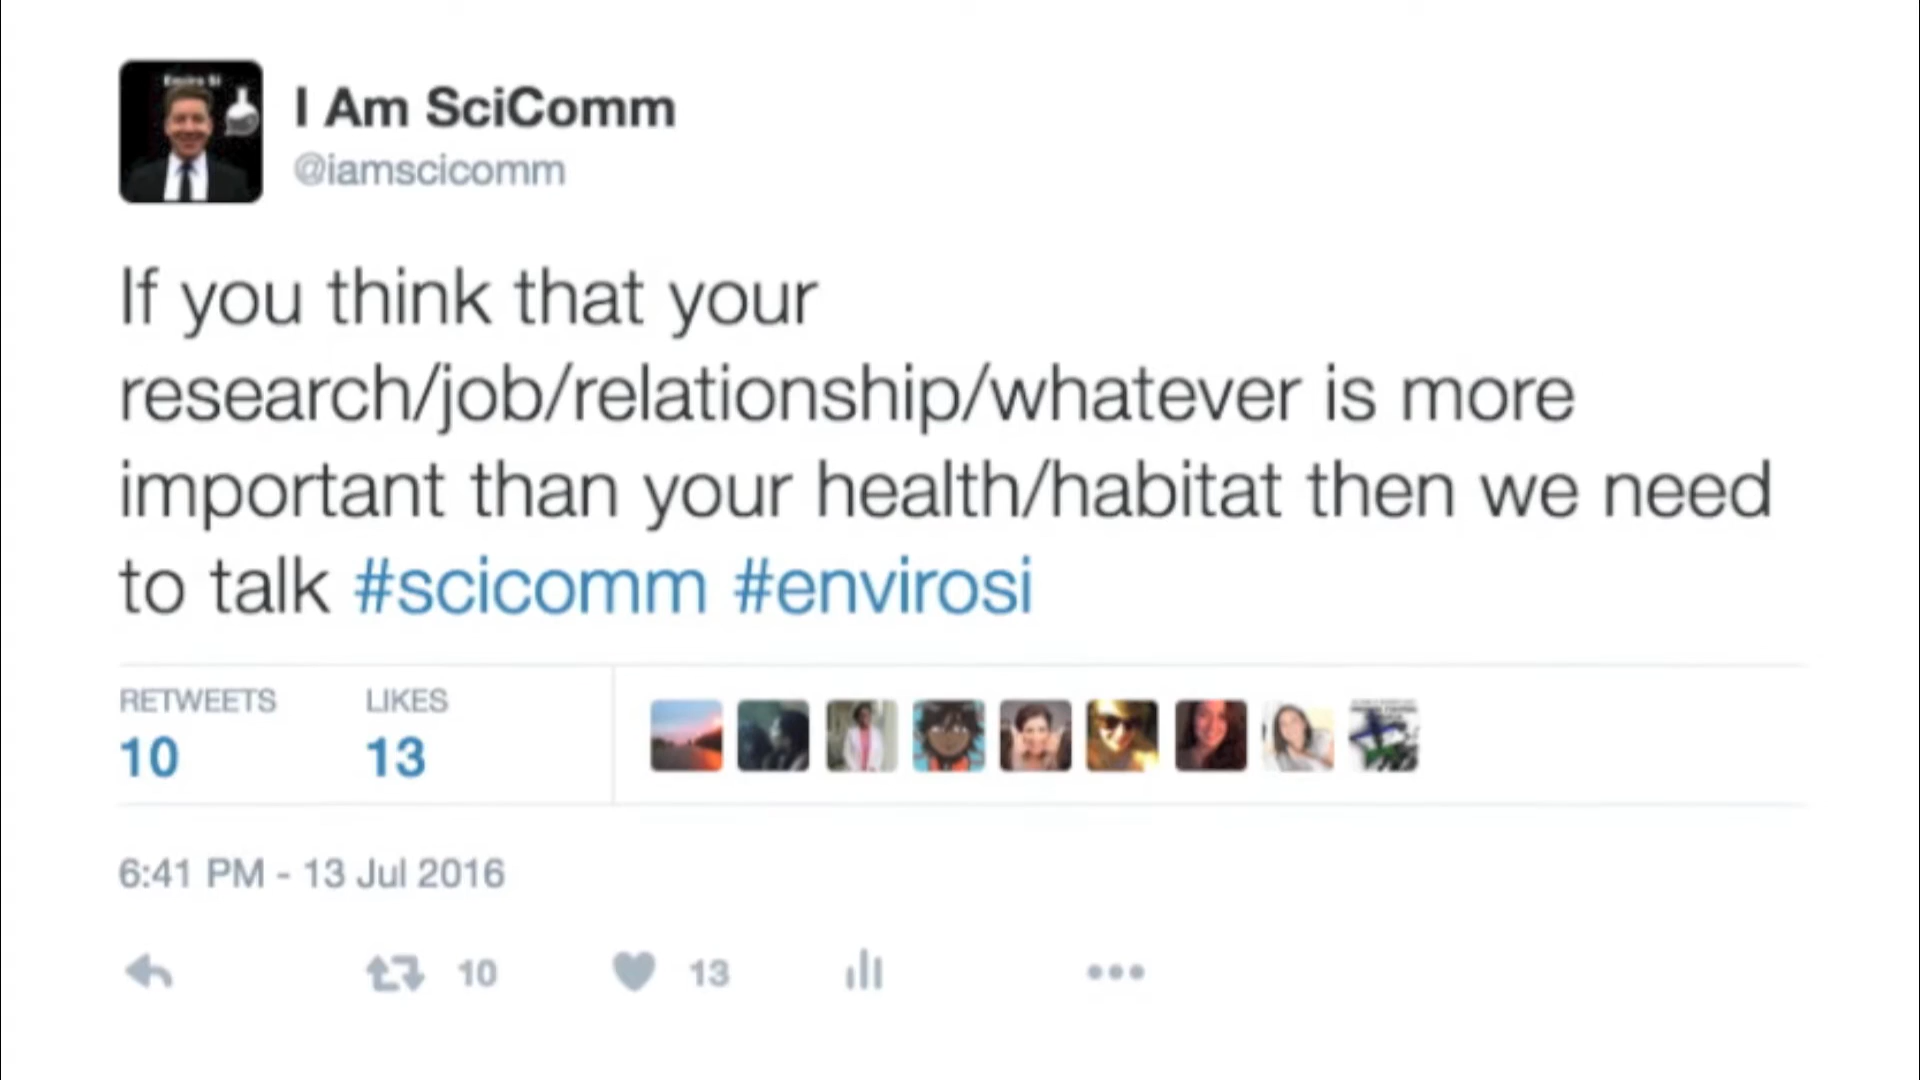 Enviro Si
I Am SciComm
@iamscicomm
If you think that your
research/job/relationship/whatever is more
important than your health/habitat then we need
to talk #scicomm #envirosi
RETWEETS LIKES
10 13
6:41 PM - 13 Jul 2016
10 13